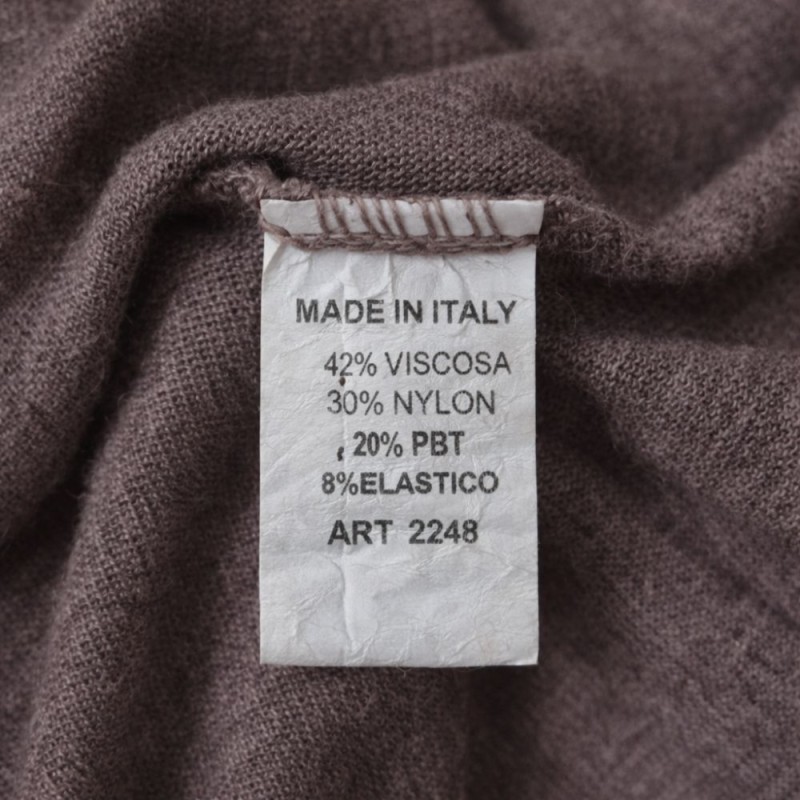 MADE IN ITALY
42% VISCOSA
30% NYLON
20% PBT
8%ELASTICO
ART 2248